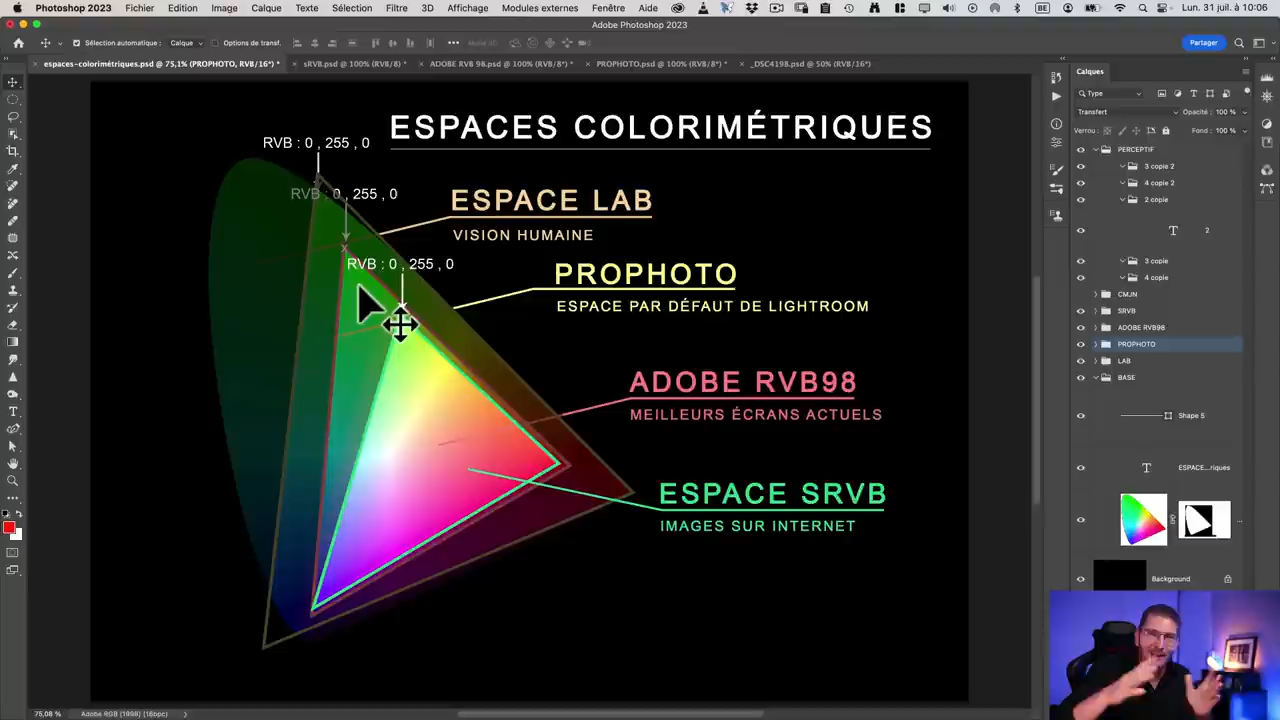 Photoshop 2023 Fichier Edition Image Calque Texte Sélection Filtre 3D Affichage Modules externes Fenêtre Aide BE Lun. 31 juil. à 10:06
Adobe Photoshop 2023
Sélection automatique : Calque Options de transf. Mode 3D : Partager
espaces-colorimétriques.psd @ 75,1% (PROPHOTO, RVB/16*) * sRVB.psd @ 100% (RVB/8) * ADOBE RVB 98.psd @ 100% (RVB/8*) * PROPHOTO.psd @ 100% (RVB/8*) * _DSC4198.psd @ 50% (RVB/16*)
ESPACES COLORIMÉTRIQUES
RVB : 0 , 255 , 0
RVB : 0 , 255 , 0
ESPACE LAB
VISION HUMAINE
RVB : 0 , 255 , 0
PROPHOTO
ESPACE PAR DÉFAUT DE LIGHTROOM
ADOBE RVB98
MEILLEURS ÉCRANS ACTUELS
ESPACE SRVB
IMAGES SUR INTERNET
Calques
Type
Transfert Opacité : 100 %
Verrou : Fond : 100 %
PERCEPTIF
3 copie 2
4 copie 2
2 copie
T 2
3 copie
4 copie
CMJN
SRVB
ADOBE RVB98
PROPHOTO
LAB
BASE
Shape 5
T ESPACE...riques
Background
75,08 % Adobe RGB (1998) (16bpc)